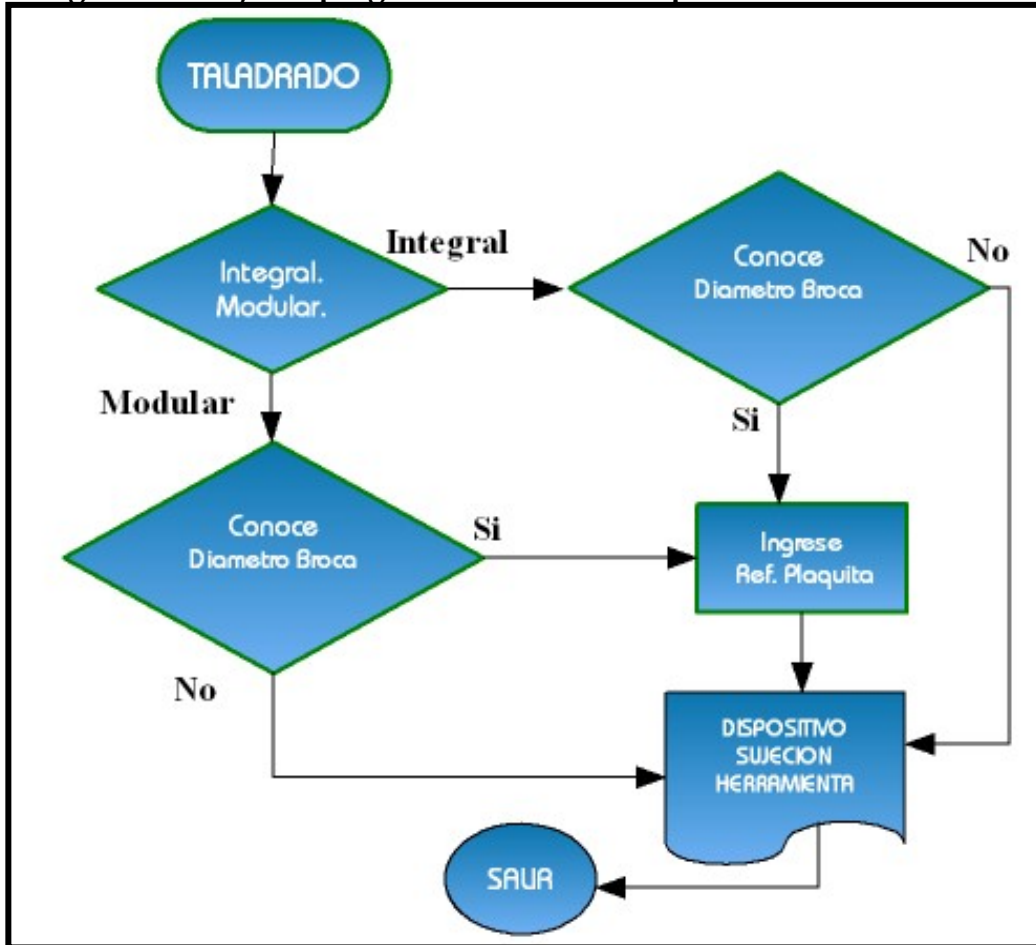 TALADRADO
Integral.
Modular.
Integral
Conoce
Diametro Broca
No
Modular
Si
Conoce
Diametro Broca
Si
Ingrese
Ref. Plaquita
No
DISPOSITIVO
SUJECION
HERRAMIENTA
SALIR